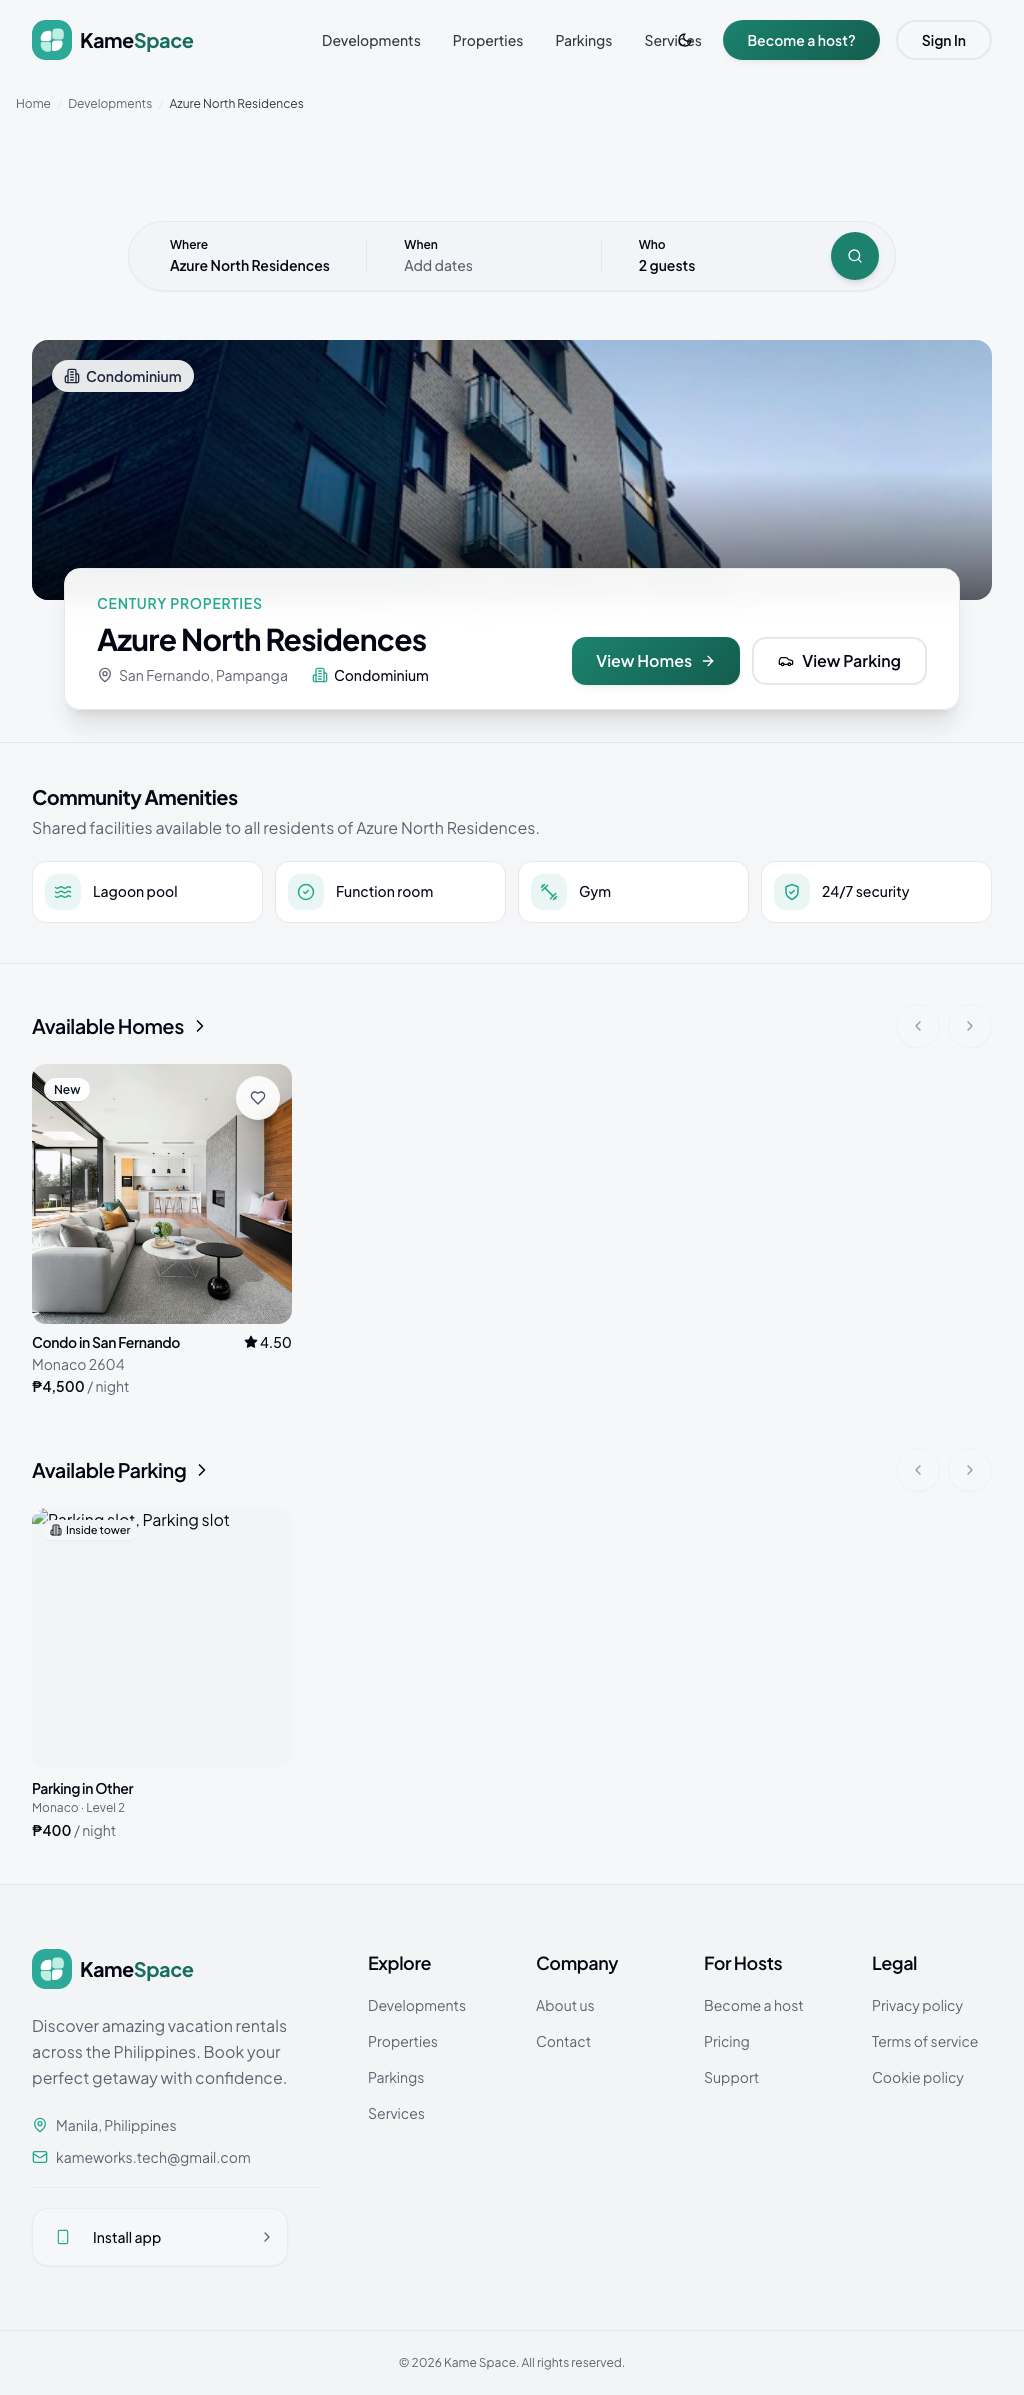 KameSpace
Developments Properties Parkings Services Become a host? Sign In
Home / Developments / Azure North Residences
Where When Who
Azure North Residences Add dates 2 guests
Condominium
CENTURY PROPERTIES
Azure North Residences
San Fernando, Pampanga Condominium
View Homes View Parking
Community Amenities
Shared facilities available to all residents of Azure North Residences.
Lagoon pool Function room Gym 24/7 security
Available Homes
New
Condo in San Fernando 4.50
Monaco 2604
₱4,500 / night
Available Parking
Parking slot, Parking slot
Inside tower
Parking in Other
Monaco · Level 2
₱400 / night
KameSpace
Discover amazing vacation rentals
across the Philippines. Book your
perfect getaway with confidence.
Manila, Philippines
kameworks.tech@gmail.com
Install app
Explore
Developments
Properties
Parkings
Services
Company
About us
Contact
For Hosts
Become a host
Pricing
Support
Legal
Privacy policy
Terms of service
Cookie policy
© 2026 Kame Space. All rights reserved.